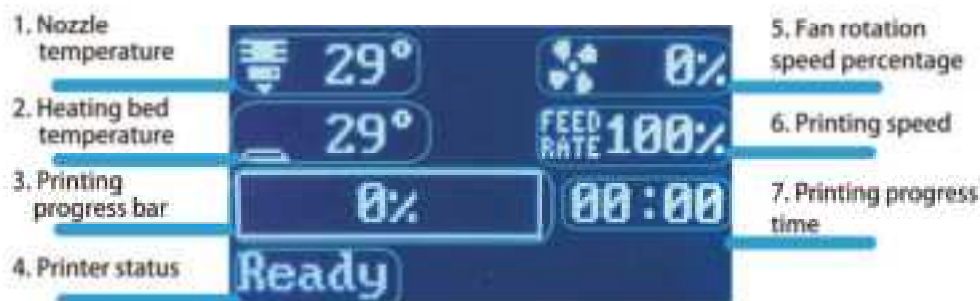 1. Nozzle
temperature
2. Heating bed
temperature
3. Printing
progress bar
4. Printer status
29°
29°
0%
Ready
0%
FEED
RATE 100%
00:00
5. Fan rotation
speed percentage
6. Printing speed
7. Printing progress
time